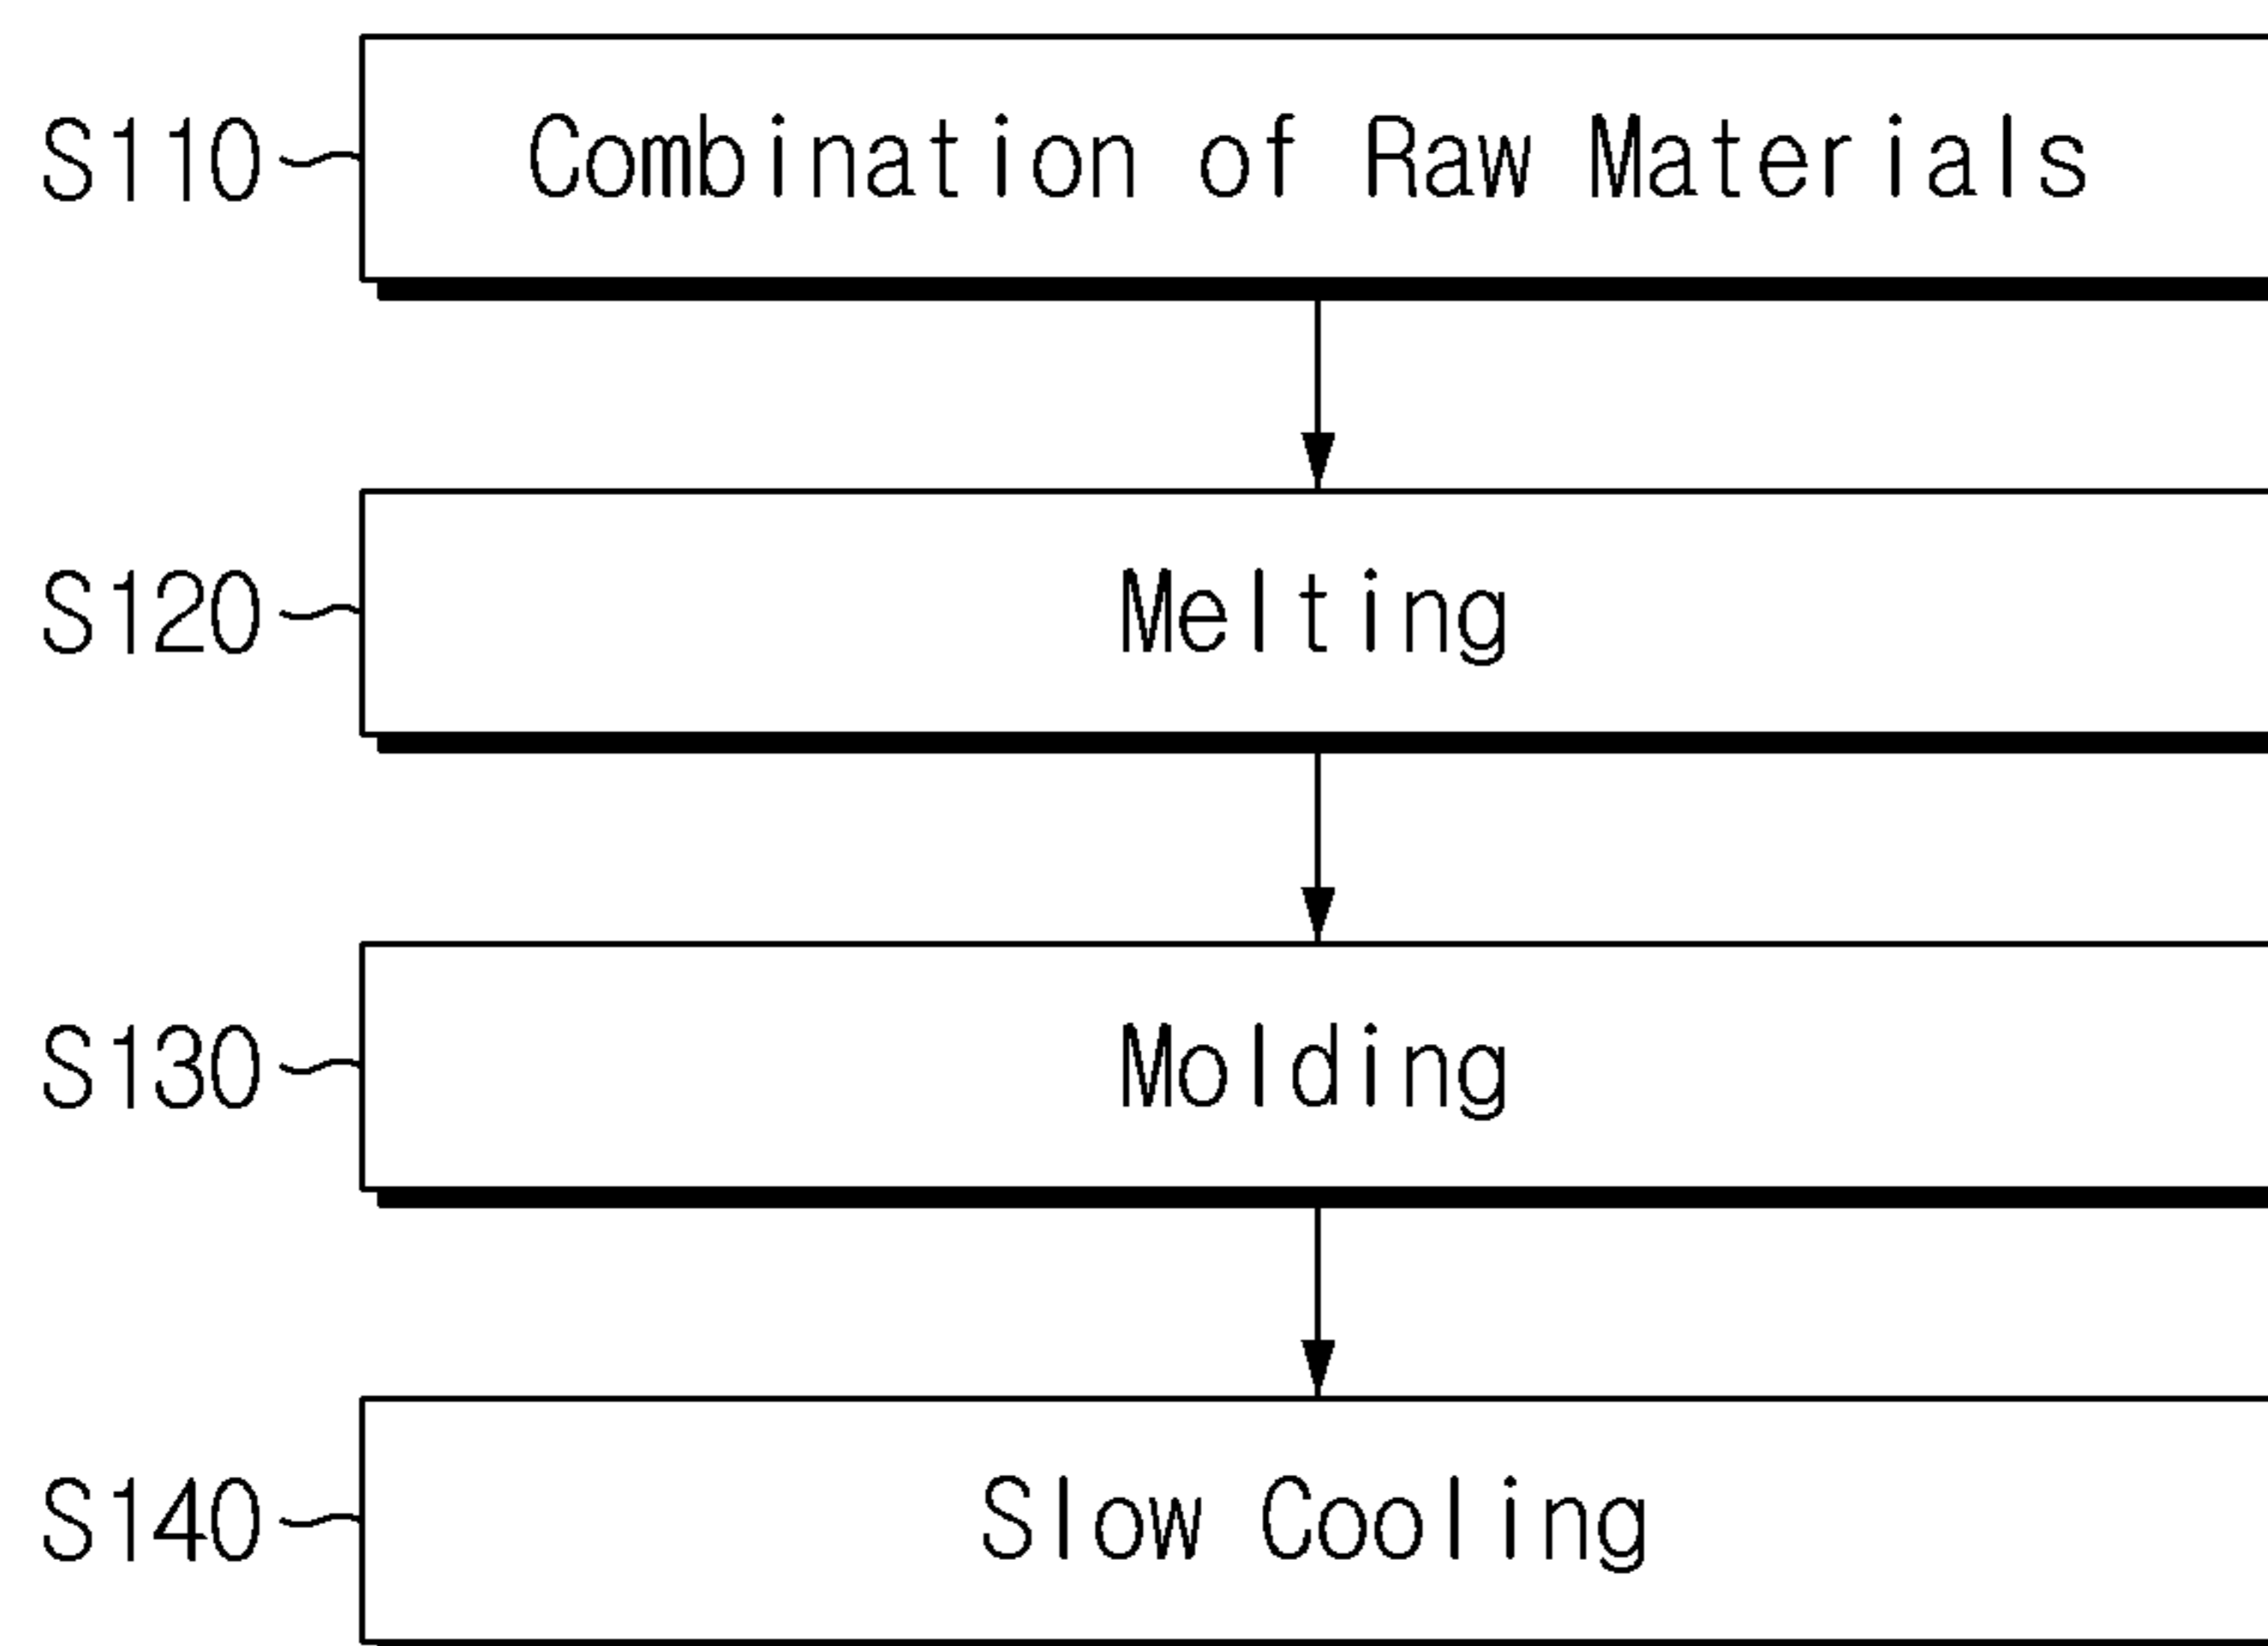 S110 Combination of Raw Materials
S120 Melting
S130 Molding
S140 Slow Cooling